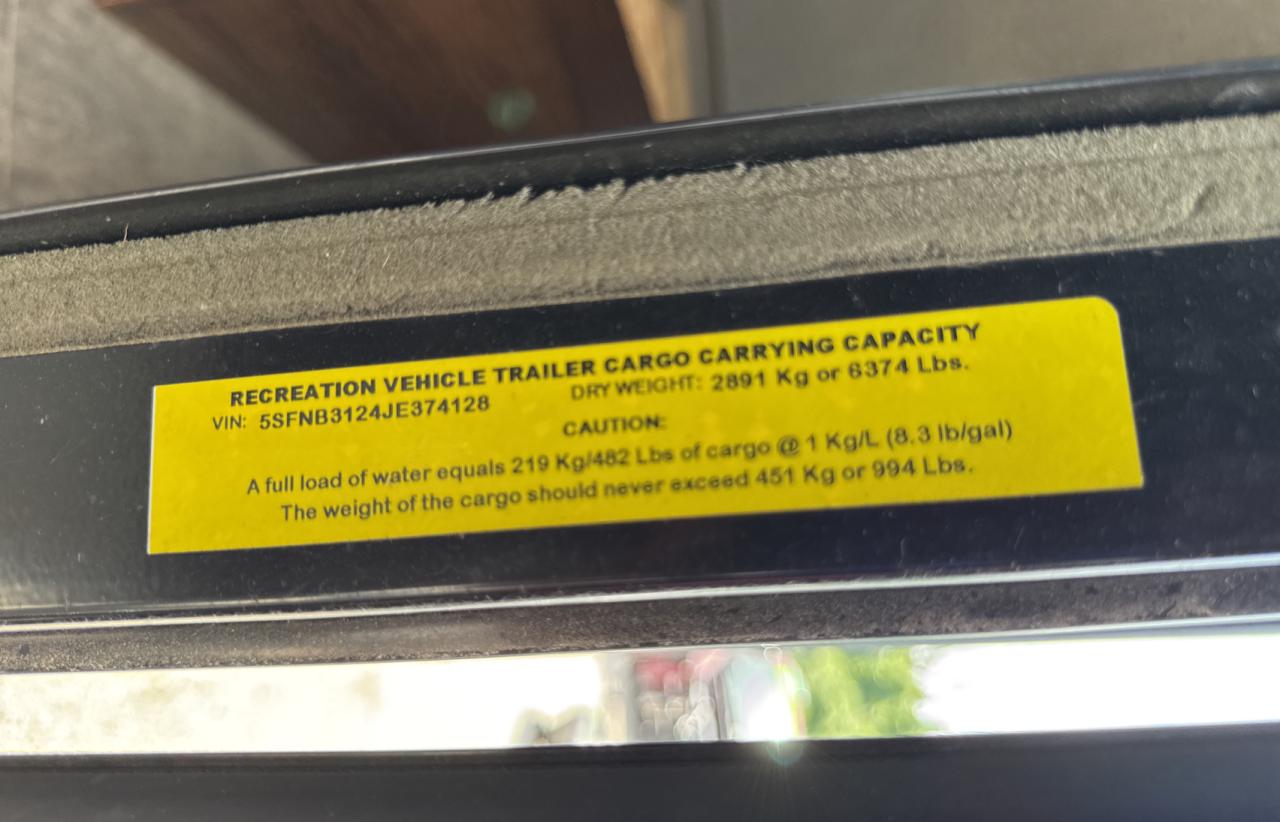 RECREATION VEHICLE TRAILER CARGO CARRYING CAPACITY
VIN: 5SFNB3124JE374128 DRY WEIGHT: 2891 Kg or 6374 Lbs.
CAUTION:
A full load of water equals 219 Kg/482 Lbs of cargo @ 1 Kg/L (8.3 lb/gal)
The weight of the cargo should never exceed 451 Kg or 994 Lbs.